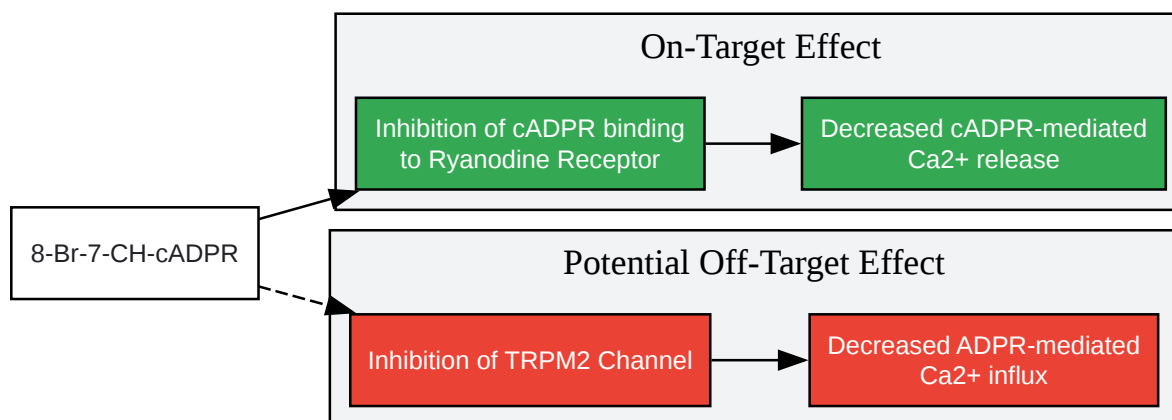 On-Target Effect
Inhibition of cADPR binding
to Ryanodine Receptor
Decreased cADPR-mediated
Ca2+ release
8-Br-7-CH-cADPR
Potential Off-Target Effect
Inhibition of TRPM2 Channel
Decreased ADPR-mediated
Ca2+ influx